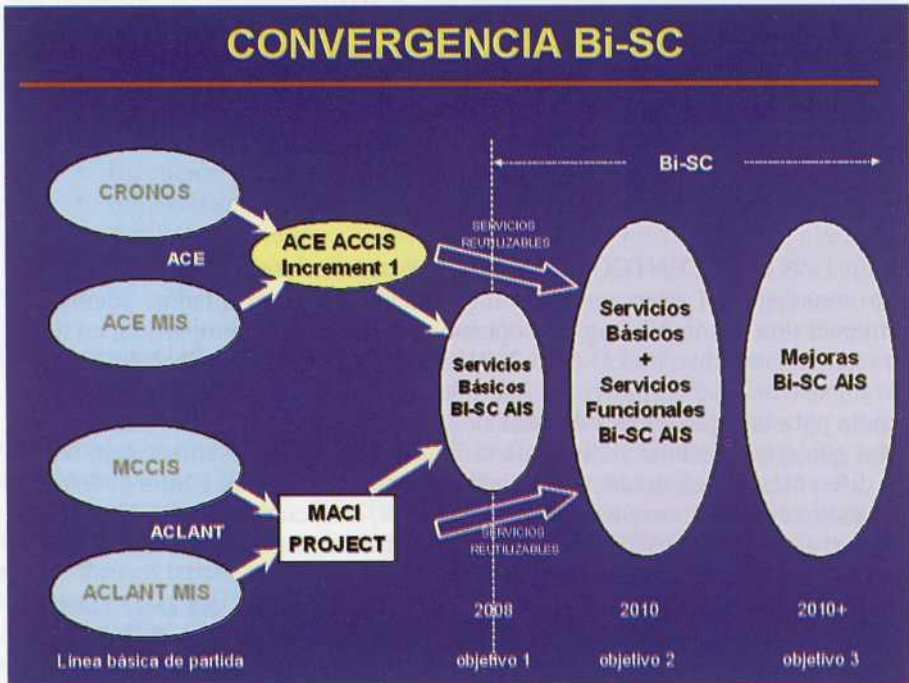 CONVERGENCIA Bi-SC
Bi-SC
CRONOS
ACE
ACE MIS
ACE ACCIS
Increment 1
SERVICIOS
REUTILIZABLES
MCCIS
ACLANT
ACLANT MIS
MACI
PROJECT
SERVICIOS
REUTILIZABLES
Servicios
Básicos
BI-SC AIS
Servicios
Básicos
+
Servicios
Funcionales
Bi-SC AIS
Mejoras
Bi-SC AIS
2008
2010
2010+
Línea básica de partida
objetivo 1
objetivo 2
objetivo 3